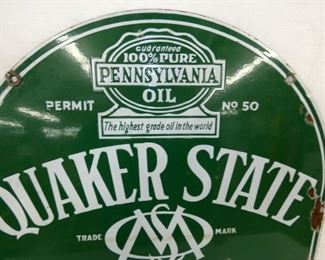 guaranteed
100% PURE
PENNSYLVANIA
OIL
PERMIT Nº 50
The highest grade oil in the world
QUAKER STATE
TRADE MARK